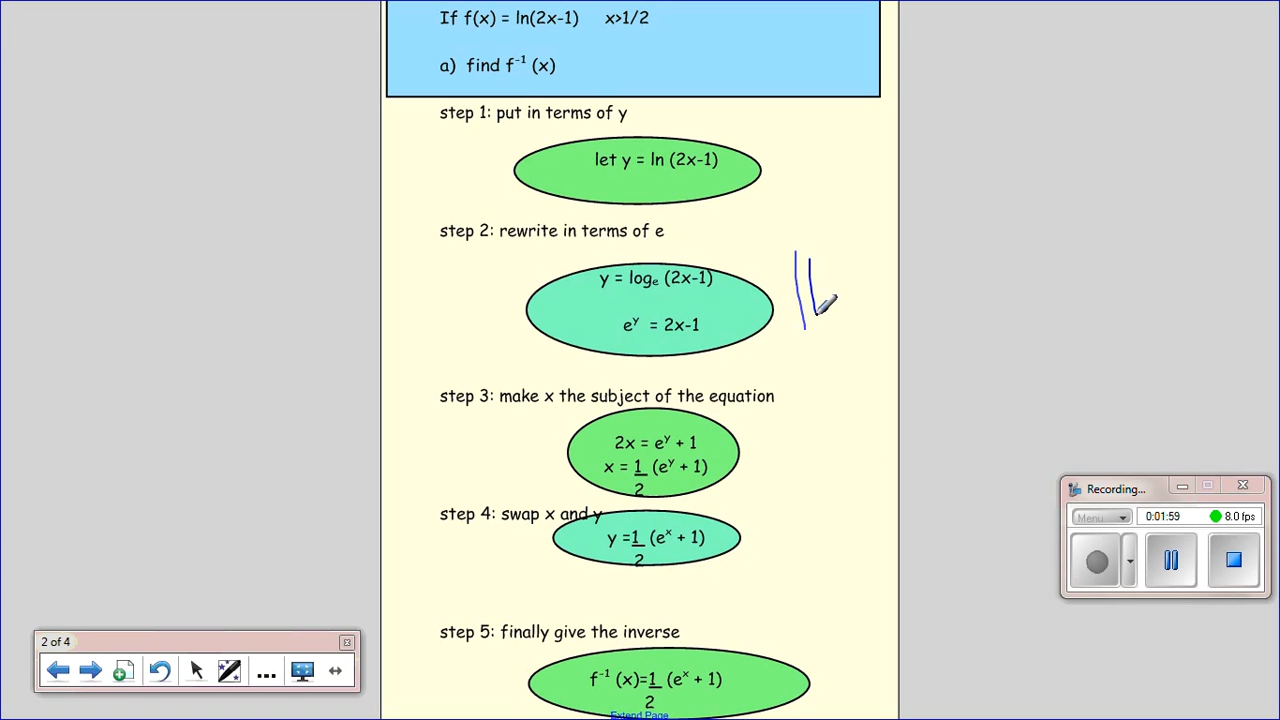 If f(x) = ln(2x-1) x>1/2
a) find f⁻¹ (x)
step 1: put in terms of y
let y = ln (2x-1)
step 2: rewrite in terms of e
y = logₑ (2x-1)
eʸ = 2x-1
step 3: make x the subject of the equation
2x = eʸ + 1
x = 1 (eʸ + 1)
2
step 4: swap x and y
y =1 (eˣ + 1)
2
step 5: finally give the inverse
f⁻¹ (x)=1 (eˣ + 1)
2
Extend Page
Recording...
Menu
0:01:59
8.0 fps
2 of 4